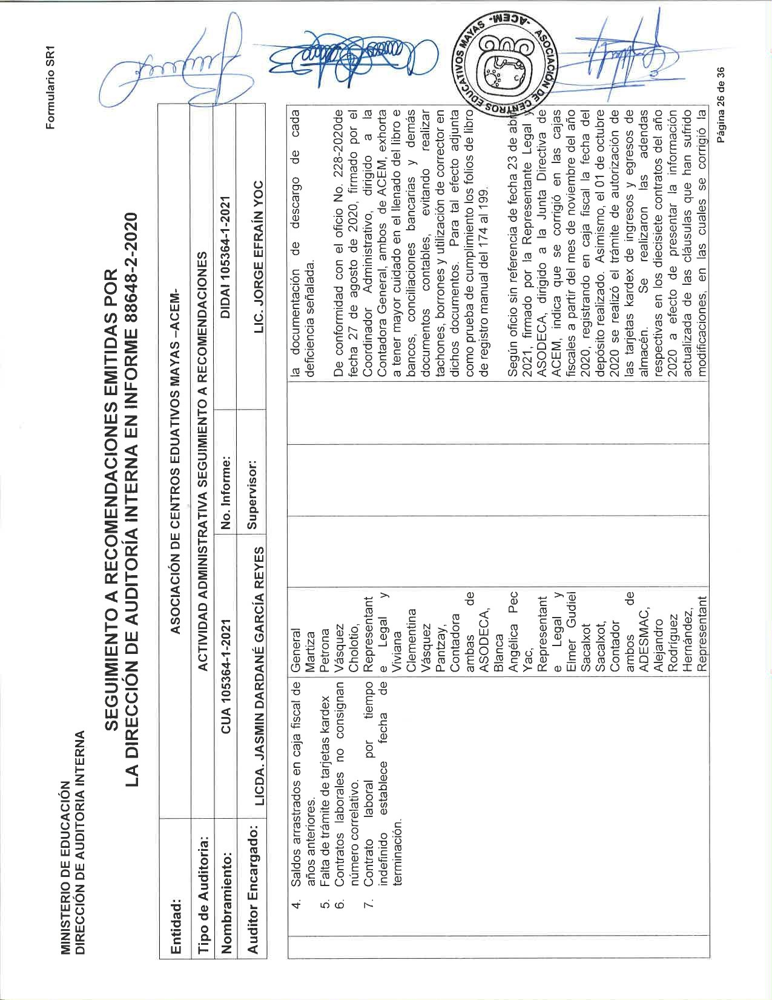 Formulario SR1
MINISTERIO DE EDUCACIÓN
DIRECCIÓN DE AUDITORIA INTERNA
SEGUIMIENTO A RECOMENDACIONES EMITIDAS POR
LA DIRECCIÓN DE AUDITORÍA INTERNA EN INFORME 88648-2-2020
Entidad: ASOCIACIÓN DE CENTROS EDUATIVOS MAYAS –ACEM-
Tipo de Auditoria: ACTIVIDAD ADMINISTRATIVA SEGUIMIENTO A RECOMENDACIONES
Nombramiento: CUA 105364-1-2021 No. Informe: DIDAI 105364-1-2021
Auditor Encargado: LICDA. JASMIN DARDANÉ GARCÍA REYES Supervisor: LIC. JORGE EFRAÍN YOC
4. Saldos arrastrados en caja fiscal de
años anteriores.
5. Falta de trámite de tarjetas kardex
6. Contratos laborales no consignan
número correlativo.
7. Contrato laboral por tiempo
indefinido establece fecha de
terminación.
General
Martiza
Petrona
Vásquez
Cholotio,
Representant
e Legal y
Viviana
Clementina
Vásquez
Pantzay,
Contadora
ambas de
ASODECA,
Blanca
Angélica Pec
Yac,
Representant
e Legal y
Elmer Gudiel
Sacalxot
Sacalxot,
Contador
ambos de
ADESMAC,
Alejandro
Rodríguez
Hernández,
Representant
la documentación de descargo de cada
deficiencia señalada.
De conformidad con el oficio No. 228-2020de
fecha 27 de agosto de 2020, firmado por el
Coordinador Administrativo, dirigido a la
Contadora General, ambos de ACEM, exhorta
a tener mayor cuidado en el llenado del libro e
bancos, conciliaciones bancarias y demás
documentos contables, evitando realizar
tachones, borrones y utilización de corrector en
dichos documentos. Para tal efecto adjunta
como prueba de cumplimiento los folios de libro
de registro manual del 174 al 199.
Según oficio sin referencia de fecha 23 de abril
2021, firmado por la Representante Legal y
ASODECA, dirigido a la Junta Directiva de
ACEM, indica que se corrigió en las cajas
fiscales a partir del mes de noviembre del año
2020, registrando en caja fiscal la fecha del
depósito realizado. Asimismo, el 01 de octubre
2020 se realizó el trámite de autorización de
las tarjetas kardex de ingresos y egresos de
almacén. Se realizaron las adendas
respectivas en los diecisiete contratos del año
2020 a efecto de presentar la información
actualizada de las cláusulas que han sufrido
modificaciones, en las cuales se corrigió la
ASOCIACIÓN DE CENTROS EDUCATIVOS MAYAS -ACEM-
Página 26 de 36